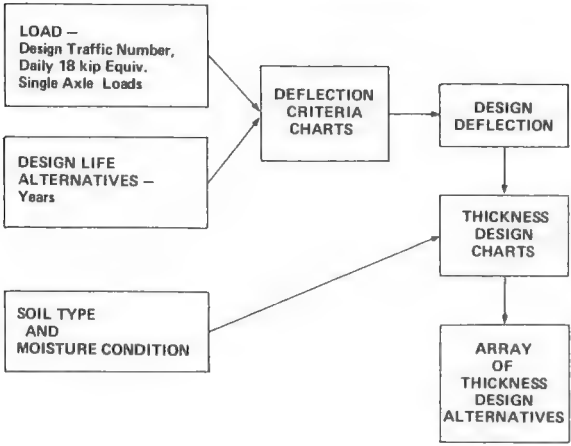 LOAD –
Design Traffic Number,
Daily 18 kip Equiv.
Single Axle Loads
DEFLECTION
CRITERIA
CHARTS
DESIGN
DEFLECTION
DESIGN LIFE
ALTERNATIVES –
Years
THICKNESS
DESIGN
CHARTS
SOIL TYPE
AND
MOISTURE CONDITION
ARRAY
OF
THICKNESS
DESIGN
ALTERNATIVES